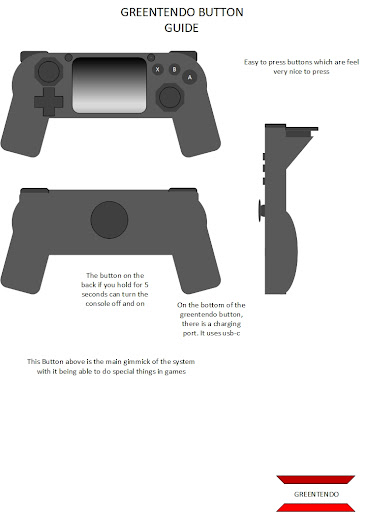 GREENTENDO BUTTON
GUIDE
Easy to press buttons which are feel
very nice to press
X
B
A
The button on the
back if you hold for 5
seconds can turn the
console off and on
On the bottom of the
greentendo button,
there is a charging
port. It uses usb-c
This Button above is the main gimmick of the system
with it being able to do special things in games
GREENTENDO